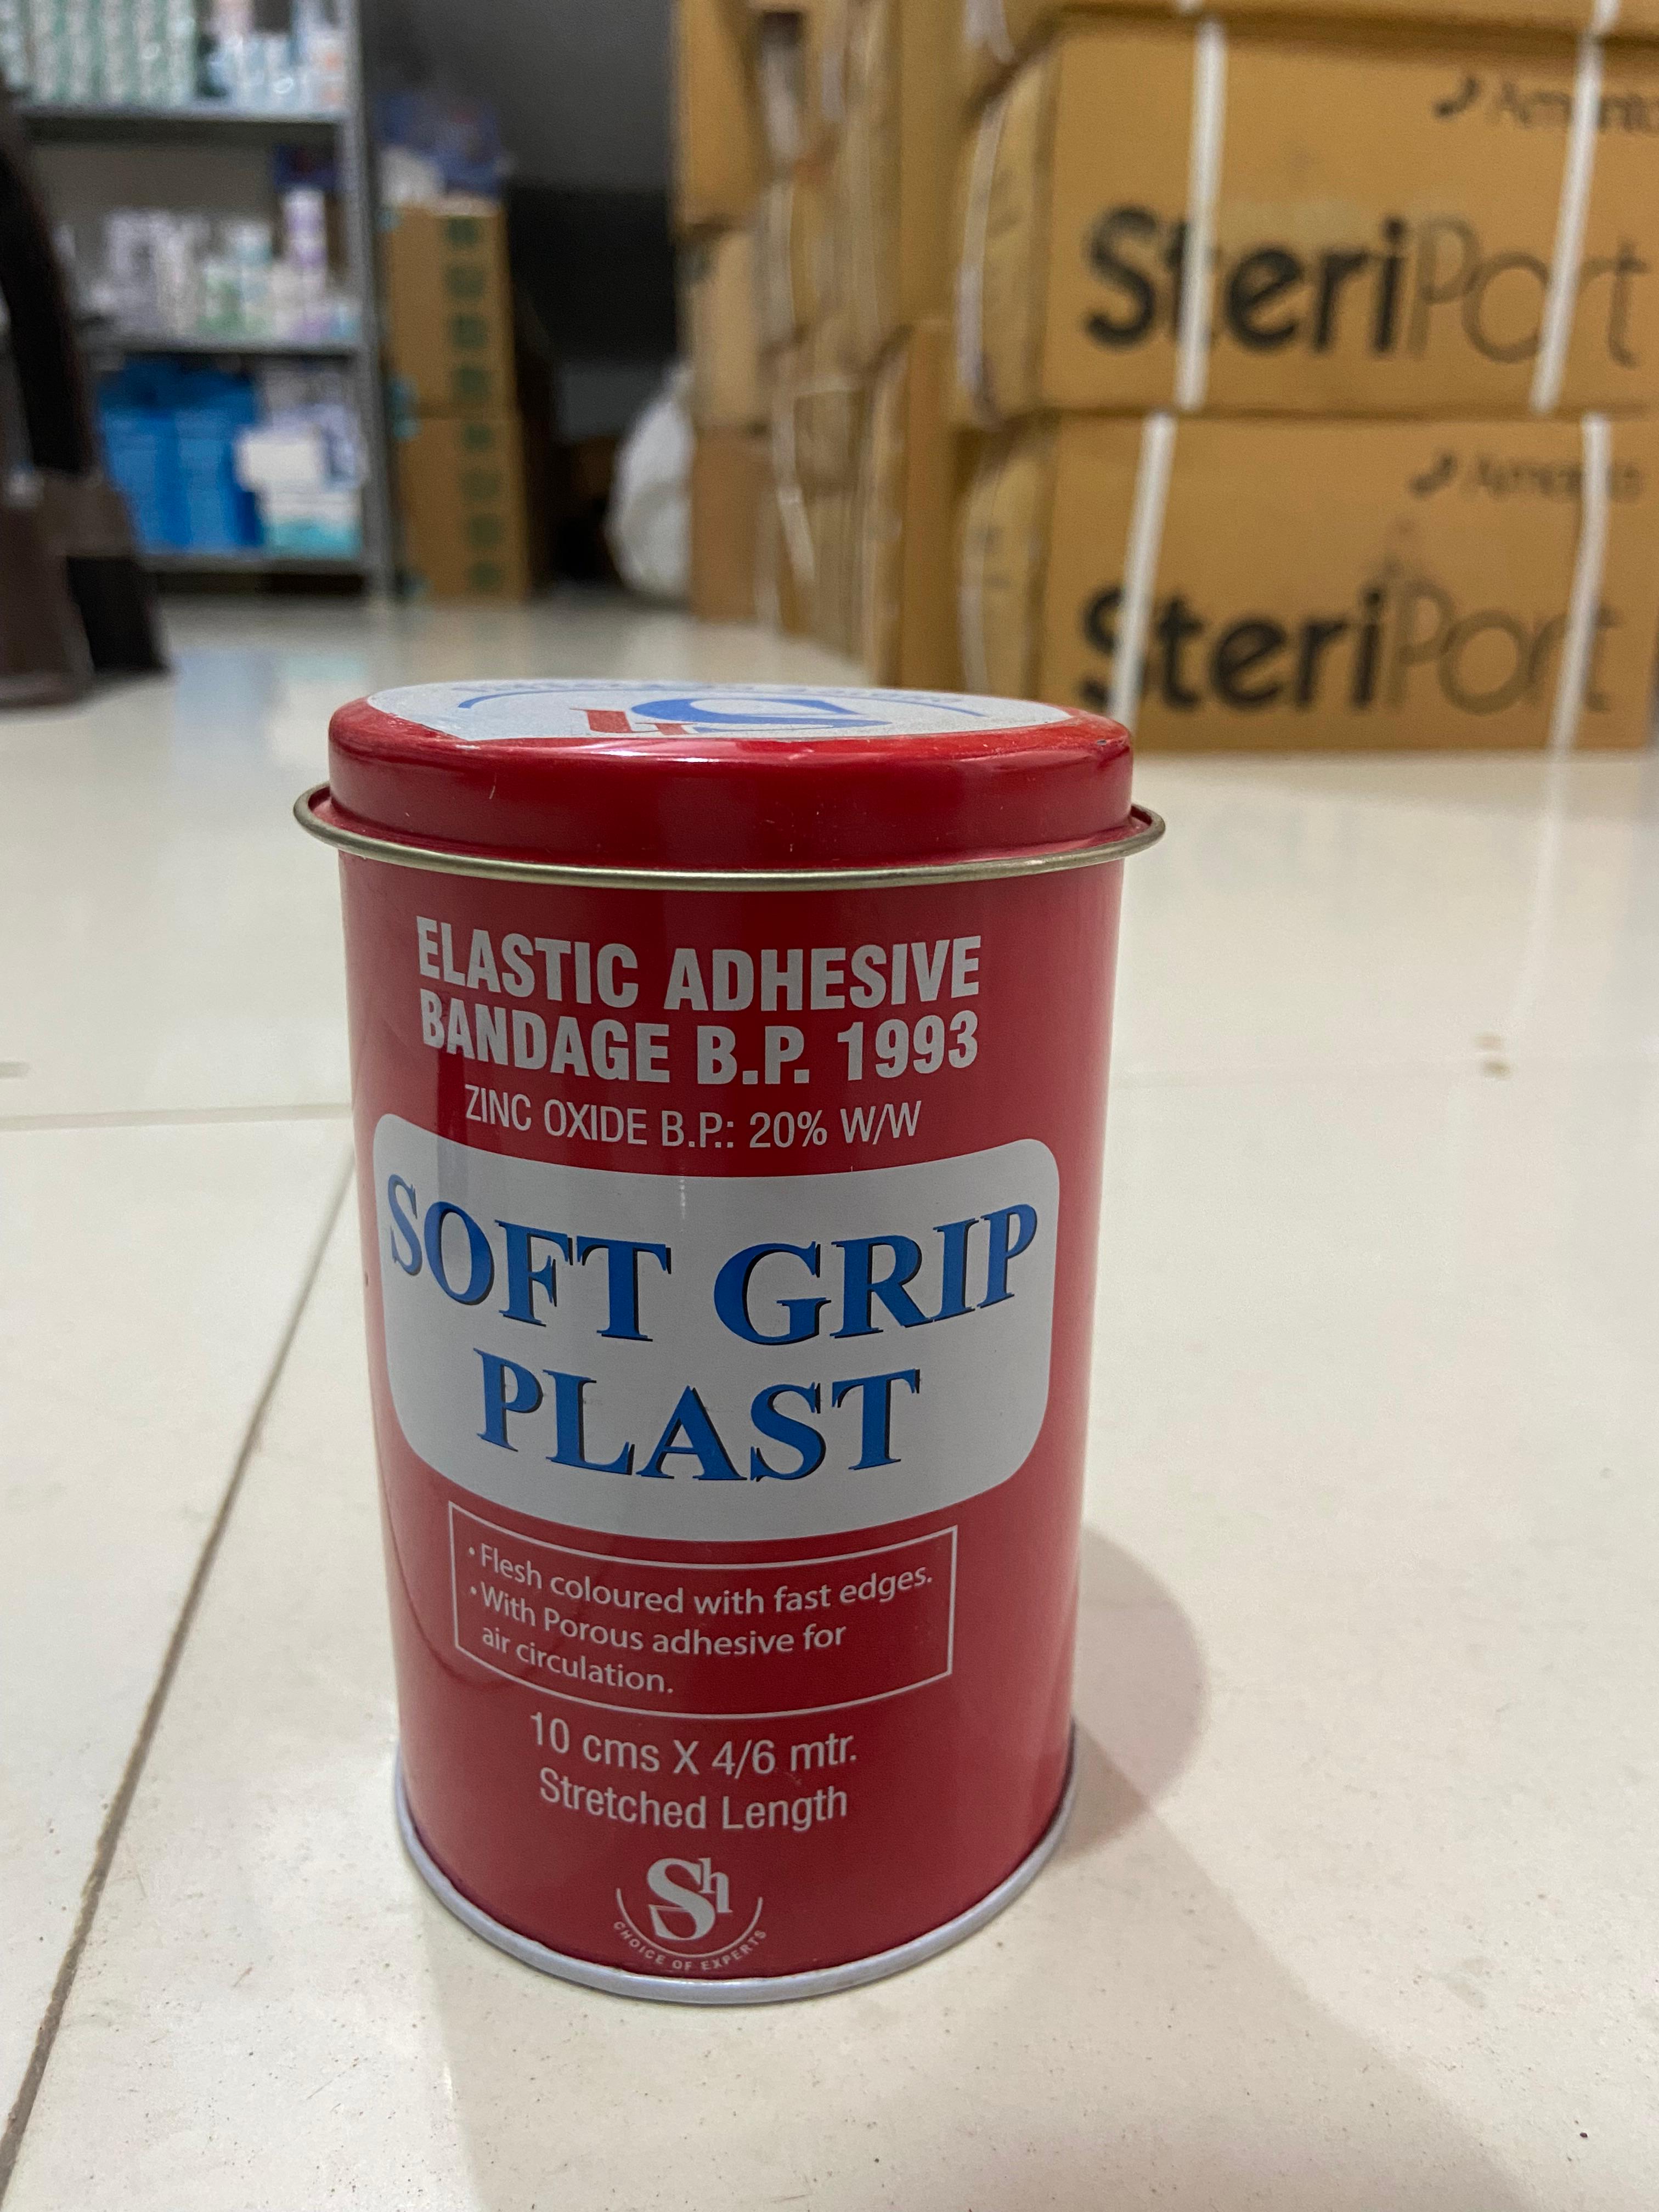 SteriPort
SteriPort
ELASTIC ADHESIVE
BANDAGE B.P. 1993
ZINC OXIDE B.P.: 20% W/W
SOFT GRIP
PLAST
• Flesh coloured with fast edges.
• With Porous adhesive for
air circulation.
10 cms X 4/6 mtr.
Stretched Length
Sh
CHOICE OF EXPERTS